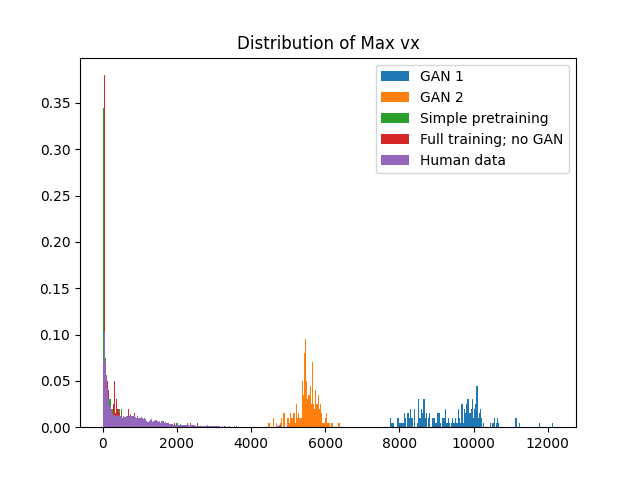 Distribution of Max vx
GAN 1
GAN 2
Simple pretraining
Full training; no GAN
Human data
0.35
0.30
0.25
0.20
0.15
0.10
0.05
0.00
0 2000 4000 6000 8000 10000 12000